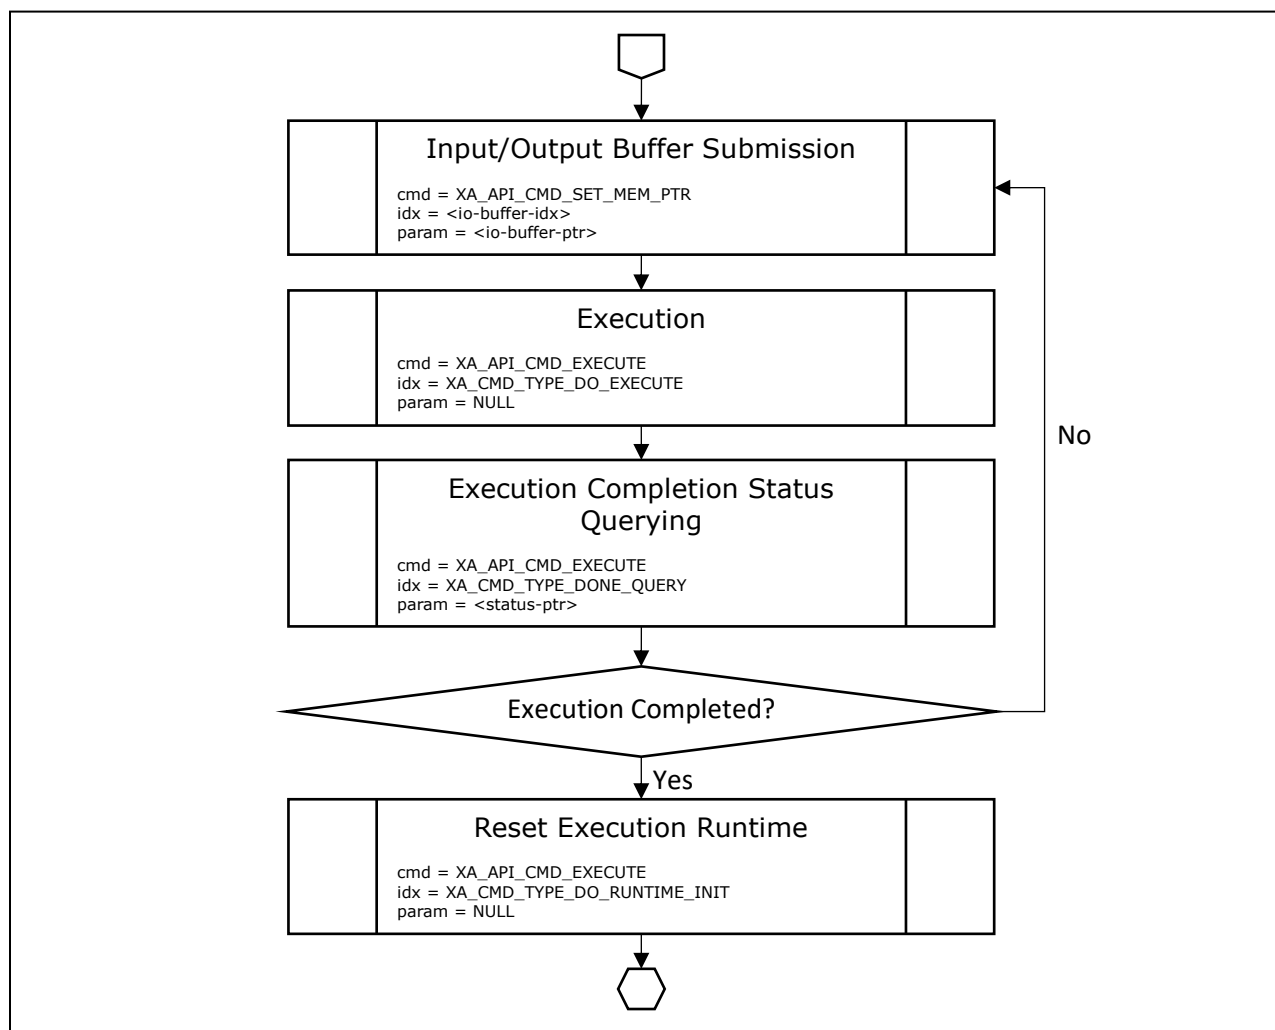 Input/Output Buffer Submission
cmd = XA_API_CMD_SET_MEM_PTR
idx = <io-buffer-idx>
param = <io-buffer-ptr>
Execution
cmd = XA_API_CMD_EXECUTE
idx = XA_CMD_TYPE_DO_EXECUTE
param = NULL
No
Execution Completion Status
Querying
cmd = XA_API_CMD_EXECUTE
idx = XA_CMD_TYPE_DONE_QUERY
param = <status-ptr>
Execution Completed?
Yes
Reset Execution Runtime
cmd = XA_API_CMD_EXECUTE
idx = XA_CMD_TYPE_DO_RUNTIME_INIT
param = NULL